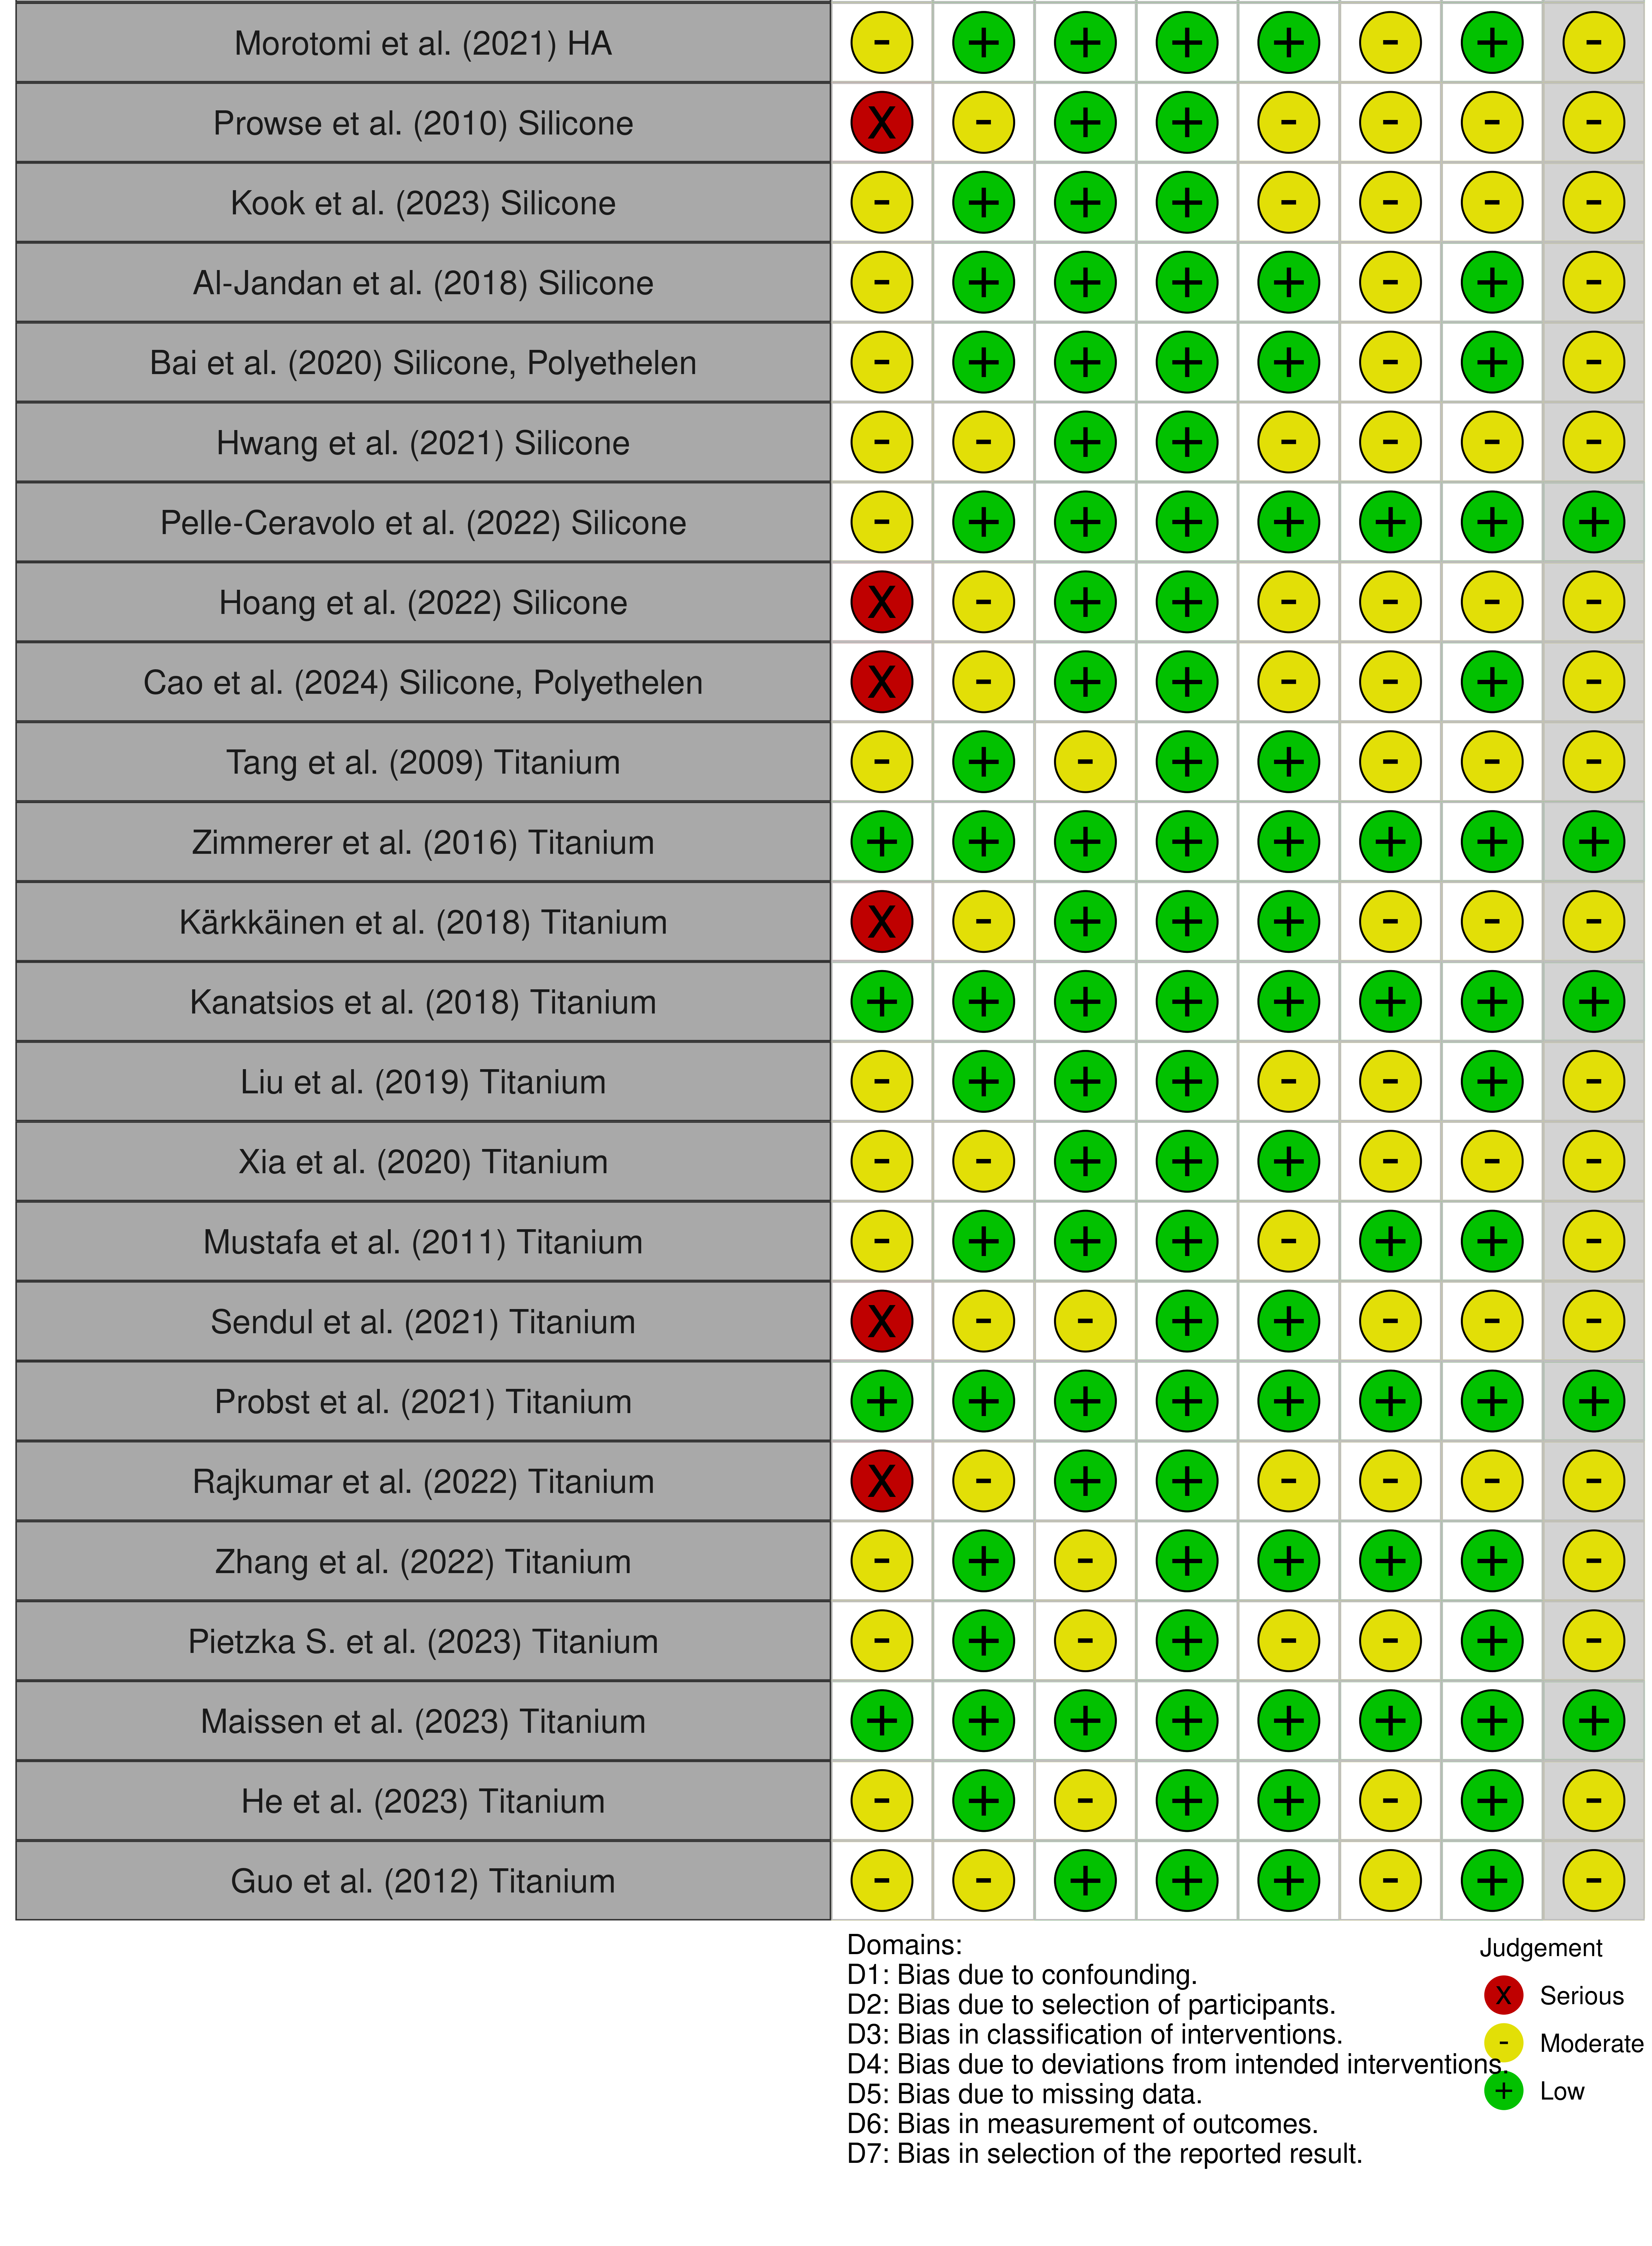 Morotomi et al. (2021) HA - + + + + - + -
Prowse et al. (2010) Silicone X - + + - - - -
Kook et al. (2023) Silicone - + + + - - - -
Al-Jandan et al. (2018) Silicone - + + + + - + -
Bai et al. (2020) Silicone, Polyethelen - + + + + - + -
Hwang et al. (2021) Silicone - - + + - - - -
Pelle-Ceravolo et al. (2022) Silicone - + + + + + + +
Hoang et al. (2022) Silicone X - + + - - - -
Cao et al. (2024) Silicone, Polyethelen X - + + - - + -
Tang et al. (2009) Titanium - + - + + - - -
Zimmerer et al. (2016) Titanium + + + + + + + +
Kärkkäinen et al. (2018) Titanium X - + + + - - -
Kanatsios et al. (2018) Titanium + + + + + + + +
Liu et al. (2019) Titanium - + + + - - + -
Xia et al. (2020) Titanium - - + + + - - -
Mustafa et al. (2011) Titanium - + + + - + + -
Sendul et al. (2021) Titanium X - - + + - - -
Probst et al. (2021) Titanium + + + + + + + +
Rajkumar et al. (2022) Titanium X - + + - - - -
Zhang et al. (2022) Titanium - + - + + + + -
Pietzka S. et al. (2023) Titanium - + - + - - + -
Maissen et al. (2023) Titanium + + + + + + + +
He et al. (2023) Titanium - + - + + - + -
Guo et al. (2012) Titanium - - + + + - + -
Domains:
D1: Bias due to confounding.
D2: Bias due to selection of participants.
D3: Bias in classification of interventions.
D4: Bias due to deviations from intended interventions.
D5: Bias due to missing data.
D6: Bias in measurement of outcomes.
D7: Bias in selection of the reported result.
Judgement
X Serious
- Moderate
+ Low